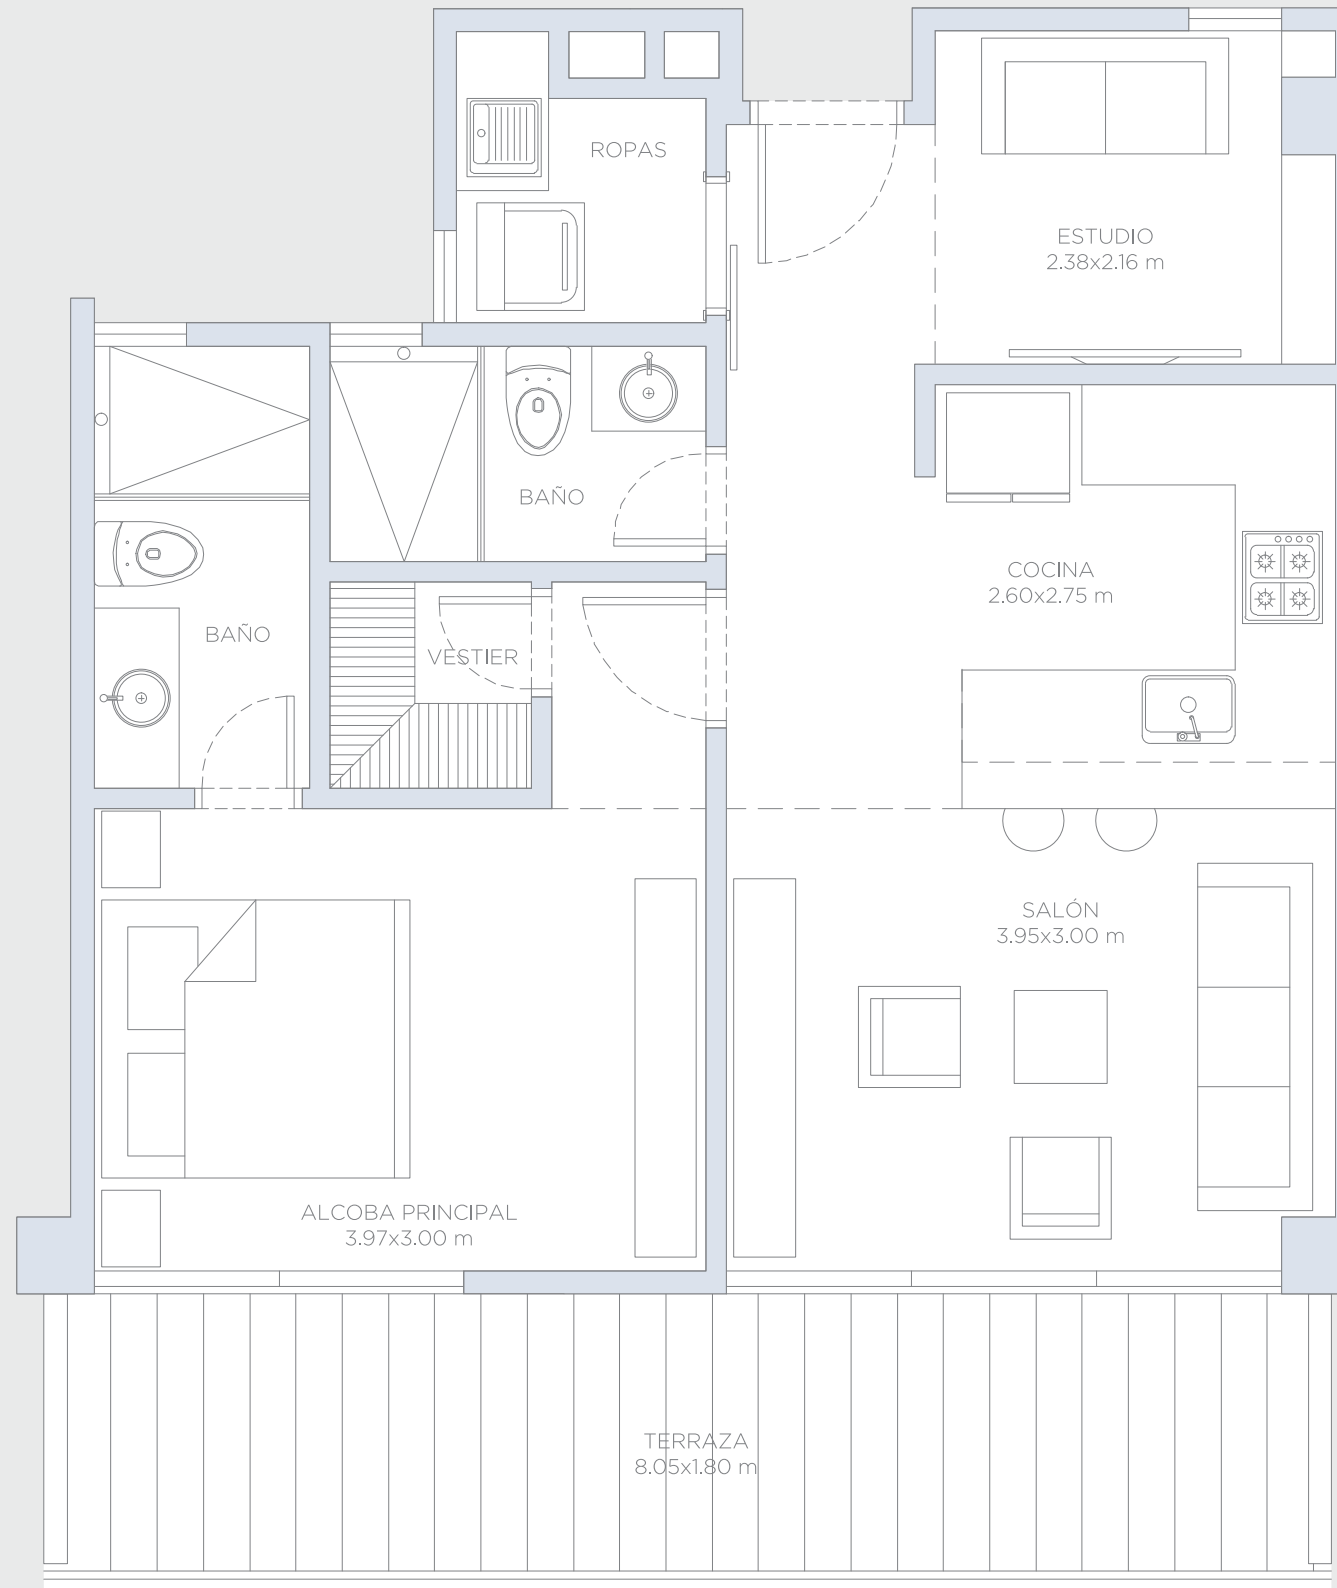 ROPAS
ESTUDIO
2.38x2.16 m
BAÑO
COCINA
2.60x2.75 m
BAÑO
VESTIER
SALÓN
3.95x3.00 m
ALCOBA PRINCIPAL
3.97x3.00 m
TERRAZA
8.05x1.80 m